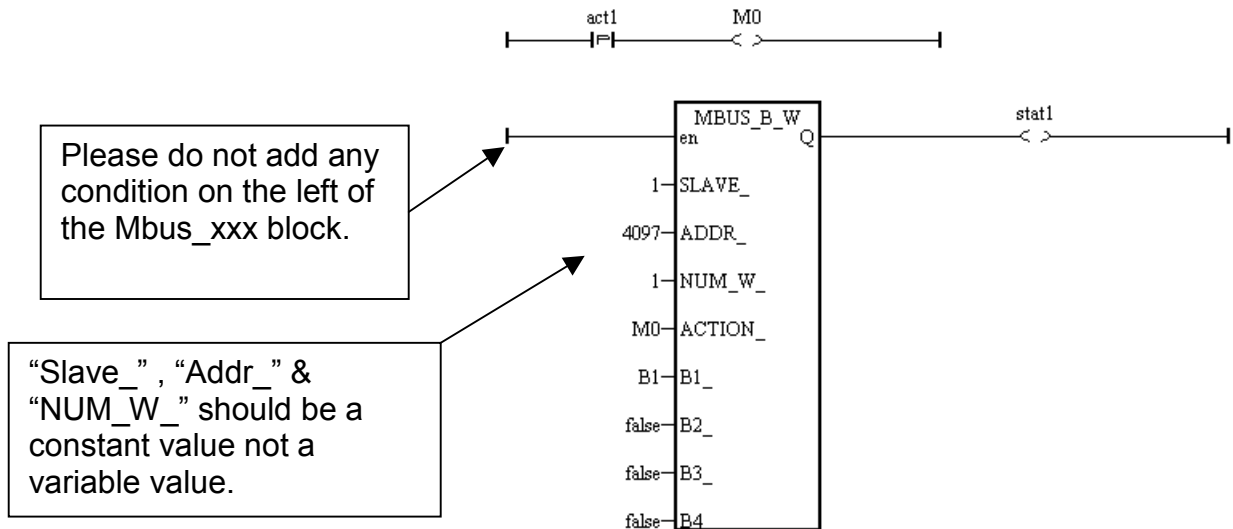 act1 M0
P
MBUS_B_W
en Q
stat1
Please do not add any
condition on the left of
the Mbus_xxx block.
1 SLAVE_
4097 ADDR_
1 NUM_W_
M0 ACTION_
B1 B1_
false B2_
false B3_
false B4
“Slave_” , “Addr_” &
“NUM_W_” should be a
constant value not a
variable value.